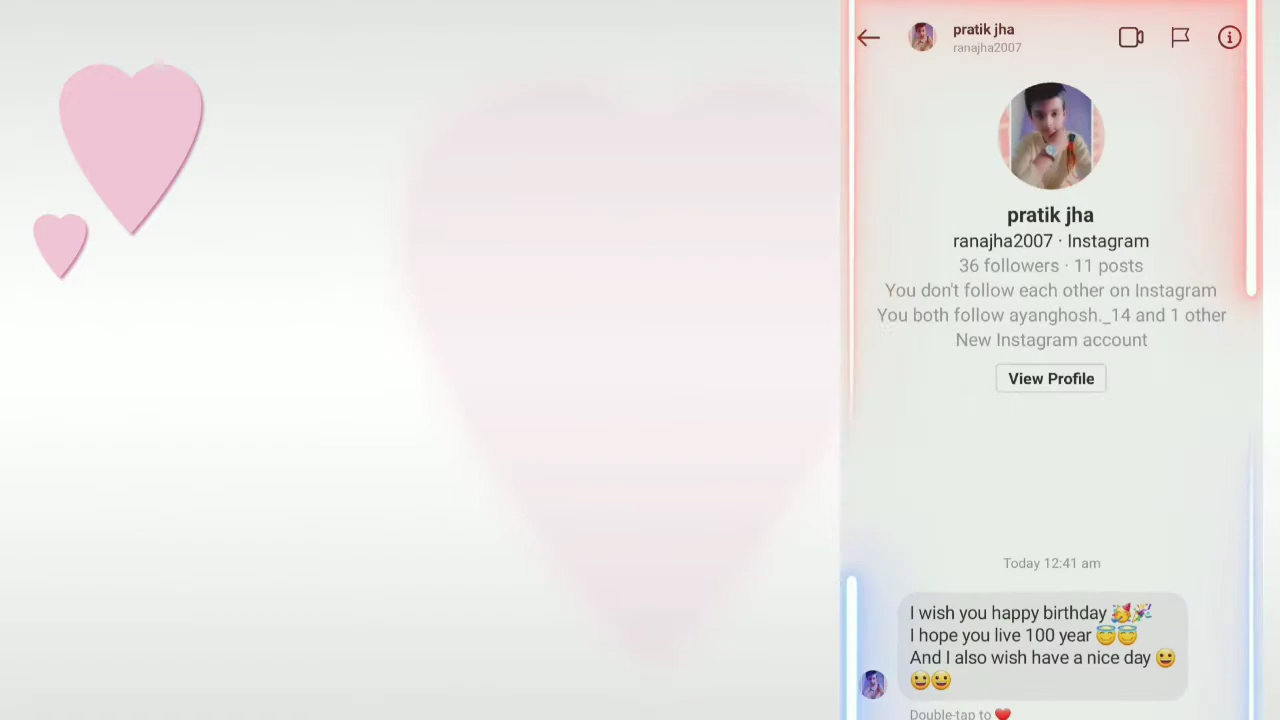 pratik jha
ranajha2007
pratik jha
ranajha2007 · Instagram
36 followers · 11 posts
You don't follow each other on Instagram
You both follow ayanghosh._14 and 1 other
New Instagram account
View Profile
Today 12:41 am
I wish you happy birthday 🥳🎉
I hope you live 100 year 😇😇
And I also wish have a nice day 😀
😀😀
Double-tap to ❤️